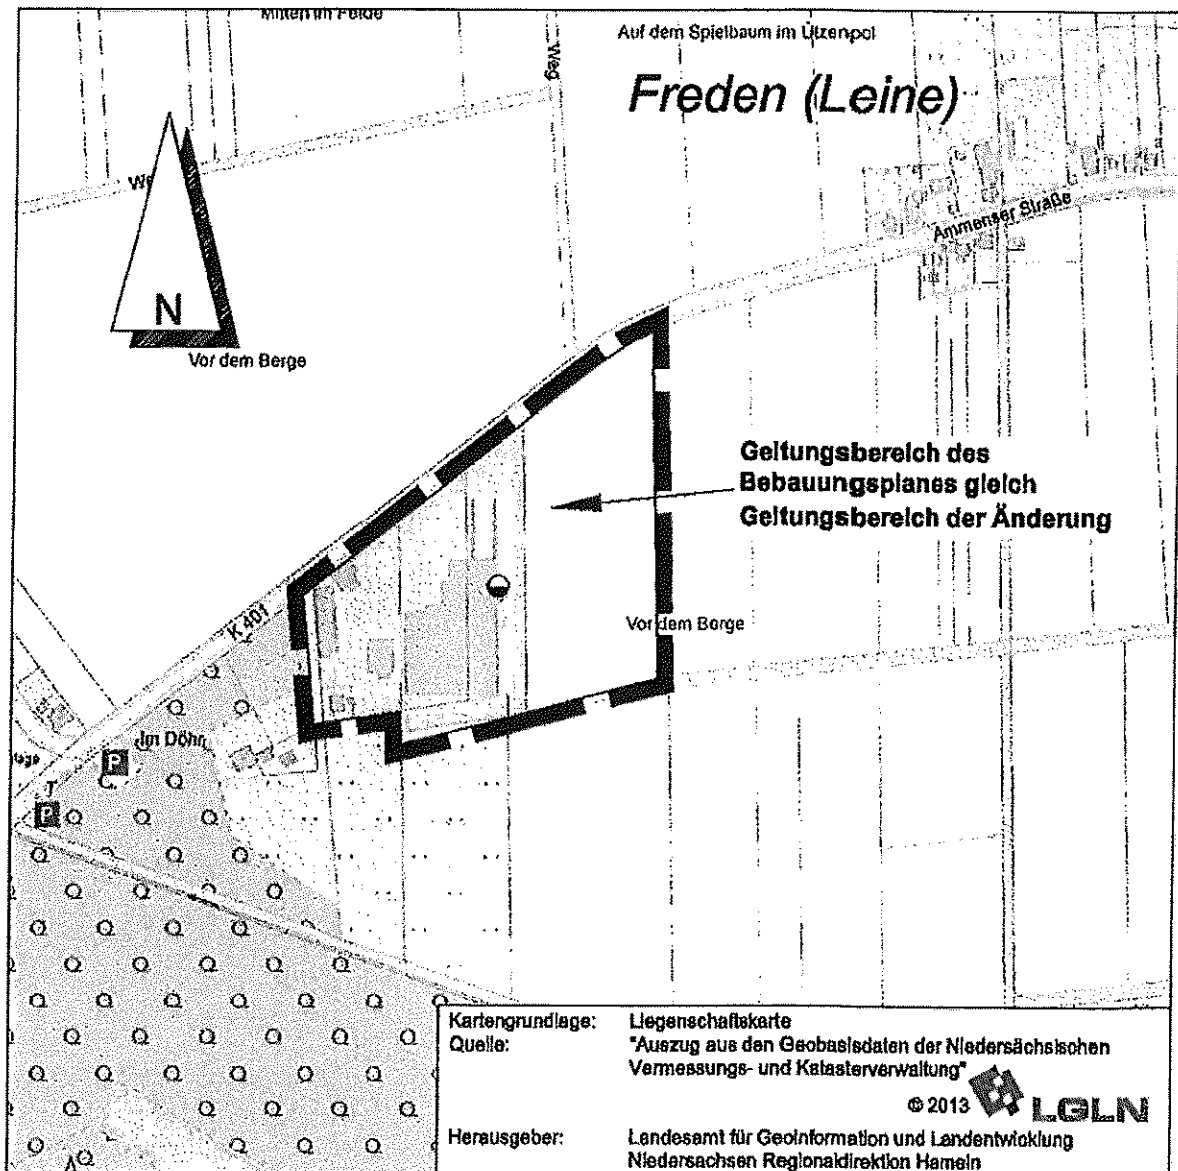 Mitten im Felde
Auf dem Spielbaum im Ützenpol
Weg
Freden (Leine)
Ammenser Straße
N
Vor dem Berge
Geltungsbereich des
Bebauungsplanes gleich
Geltungsbereich der Änderung
K 401
Vor dem Berge
Im Döhr
P
P
Kartengrundlage: Liegenschaftskarte
Quelle: "Auszug aus den Geobasisdaten der Niedersächsischen
Vermessungs- und Katasterverwaltung"
© 2013 LGLN
Herausgeber: Landesamt für Geoinformation und Landentwicklung
Niedersachsen Regionaldirektion Hameln